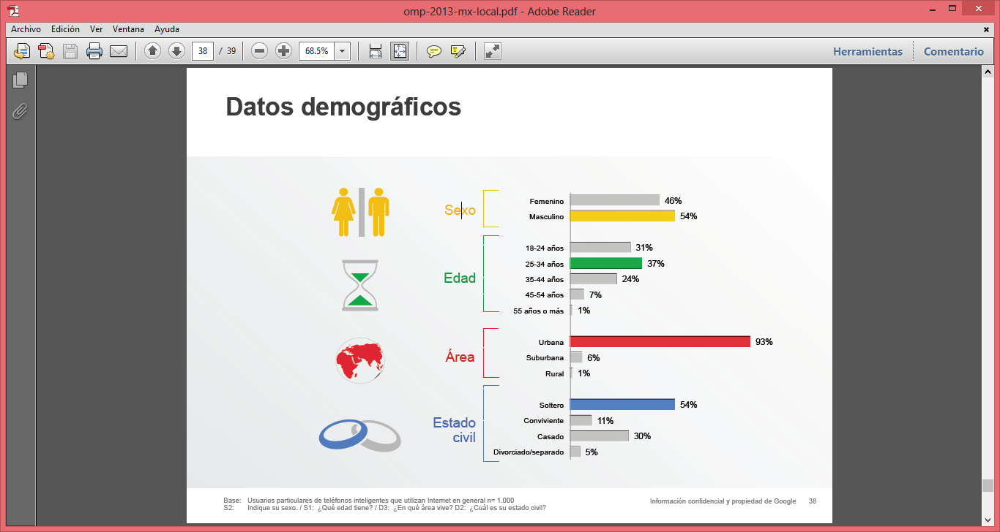 omp-2013-mx-local.pdf - Adobe Reader
Archivo Edición Ver Ventana Ayuda
38 / 39 68.5% Herramientas Comentario
Datos demográficos
Sexo
Femenino 46%
Masculino 54%
Edad
18-24 años 31%
25-34 años 37%
35-44 años 24%
45-54 años 7%
55 años o más 1%
Área
Urbana 93%
Suburbana 6%
Rural 1%
Estado
civil
Soltero 54%
Conviviente 11%
Casado 30%
Divorciado/separado 5%
Base: Usuarios particulares de teléfonos inteligentes que utilizan Internet en general n= 1.000
S2: Indique su sexo. / S1: ¿Qué edad tiene? / D3: ¿En qué área vive? D2: ¿Cuál es su estado civil?
Información confidencial y propiedad de Google 38